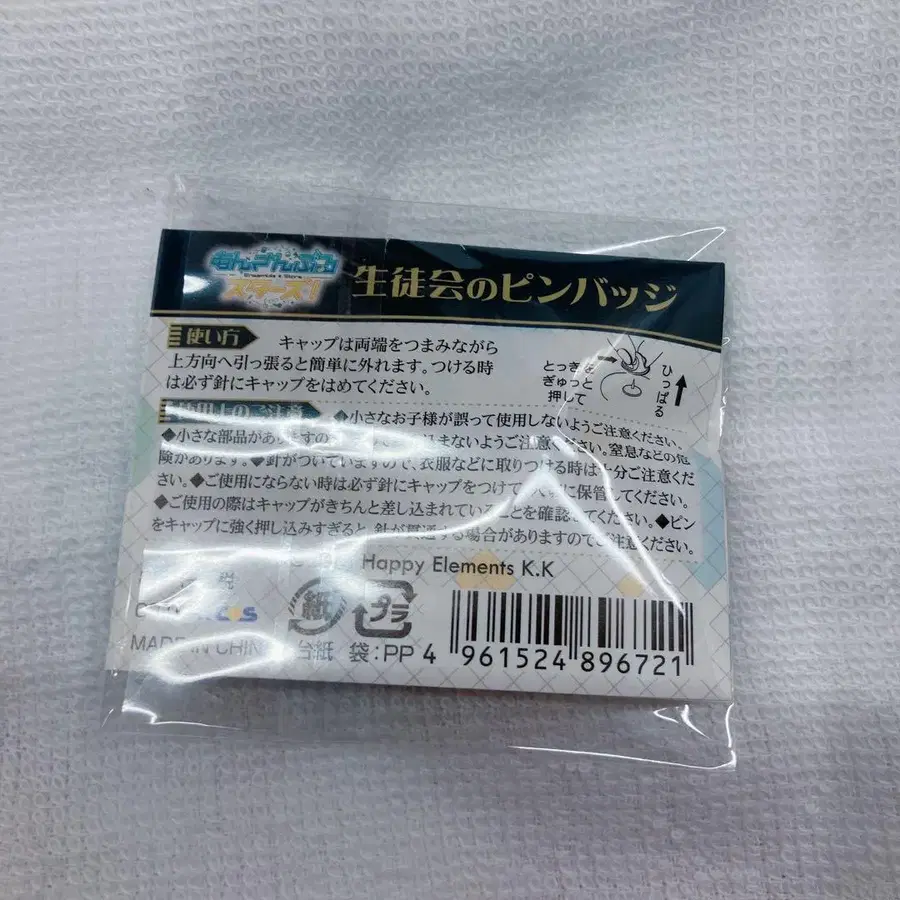 あんさんぶる
スターズ!
生徒会のピンバッジ
使い方
キャップは両端をつまみながら
上方向へ引っ張ると簡単に外れます。つける時
は必ず針にキャップをはめてください。
とっきを
ぎゅっと
押して
ひっぱる
使用上のご注意
◆小さなお子様が誤って使用しないようご注意ください。
◆小さな部品がありますの 込まないようご注意ください。窒息などの危
険があります。◆針がついていますので、衣服などに取りつける時は十分ご注意くだ
さい。◆ご使用にならない時は必ず針にキャップをつけて 保管してください。
◆ご使用の際はキャップがきちんと差し込まれていることを確認してください。◆ピン
をキャップに強く押し込みすぎると、針が貫通する場合がありますのでご注意ください。
Happy Elements K.K
MADE IN CHIN
紙
プラ
台紙 袋:PP
4 961524 896721